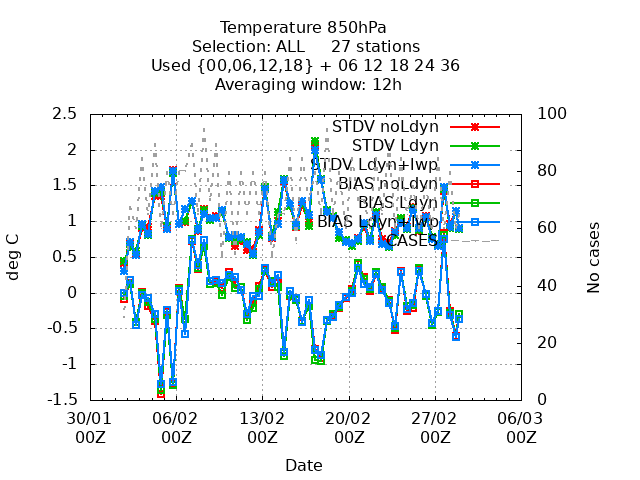 Temperature 850hPa
Selection: ALL 27 stations
Used {00,06,12,18} + 06 12 18 24 36
Averaging window: 12h
2.5
2
1.5
1
0.5
0
-0.5
-1
-1.5
deg C
100
80
60
40
20
0
No cases
STDV noLdyn
STDV Ldyn
STDV Ldyn+lwp
BIAS noLdyn
BIAS Ldyn
BIAS Ldyn+lwp
CASES
30/01 06/02 13/02 20/02 27/02 06/03
00Z 00Z 00Z 00Z 00Z 00Z
Date